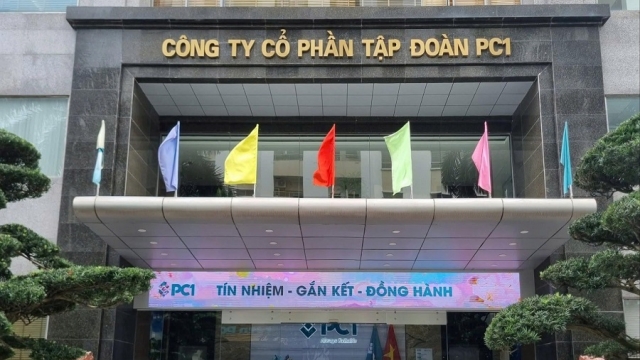 CÔNG TY CỔ PHẦN TẬP ĐOÀN PC1
PC1 TÍN NHIỆM - GẮN KẾT - ĐỒNG HÀNH
PC1